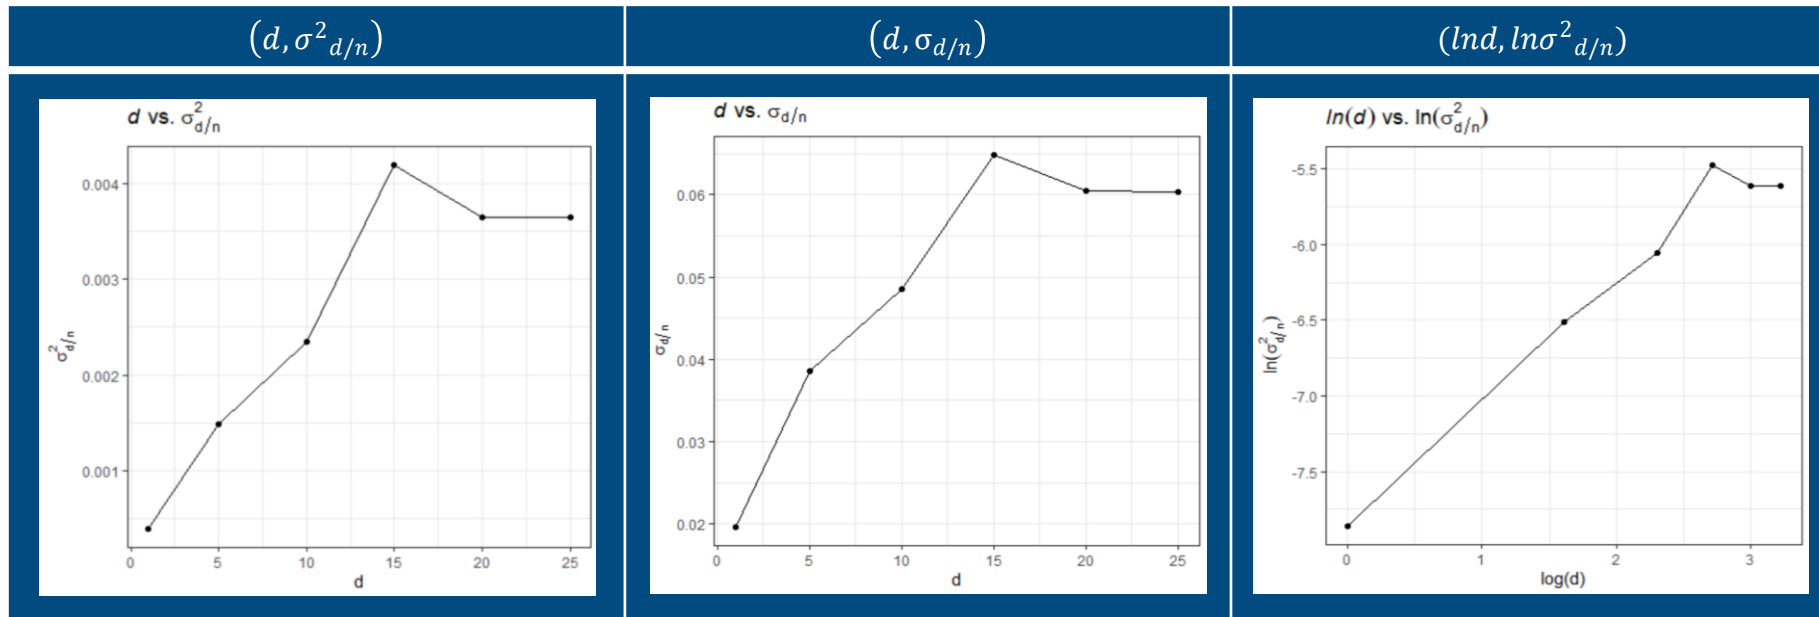 (d, σ²d/n)
(d, σd/n)
(lnd, lnσ²d/n)
d vs. σ²d/n
0.004
0.003
0.002
0.001
σ²d/n
0 5 10 15 20 25
d
d vs. σd/n
0.06
0.05
0.04
0.03
0.02
σd/n
0 5 10 15 20 25
d
ln(d) vs. ln(σ²d/n)
-5.5
-6.0
-6.5
-7.0
-7.5
ln(σ²d/n)
0 1 2 3
log(d)